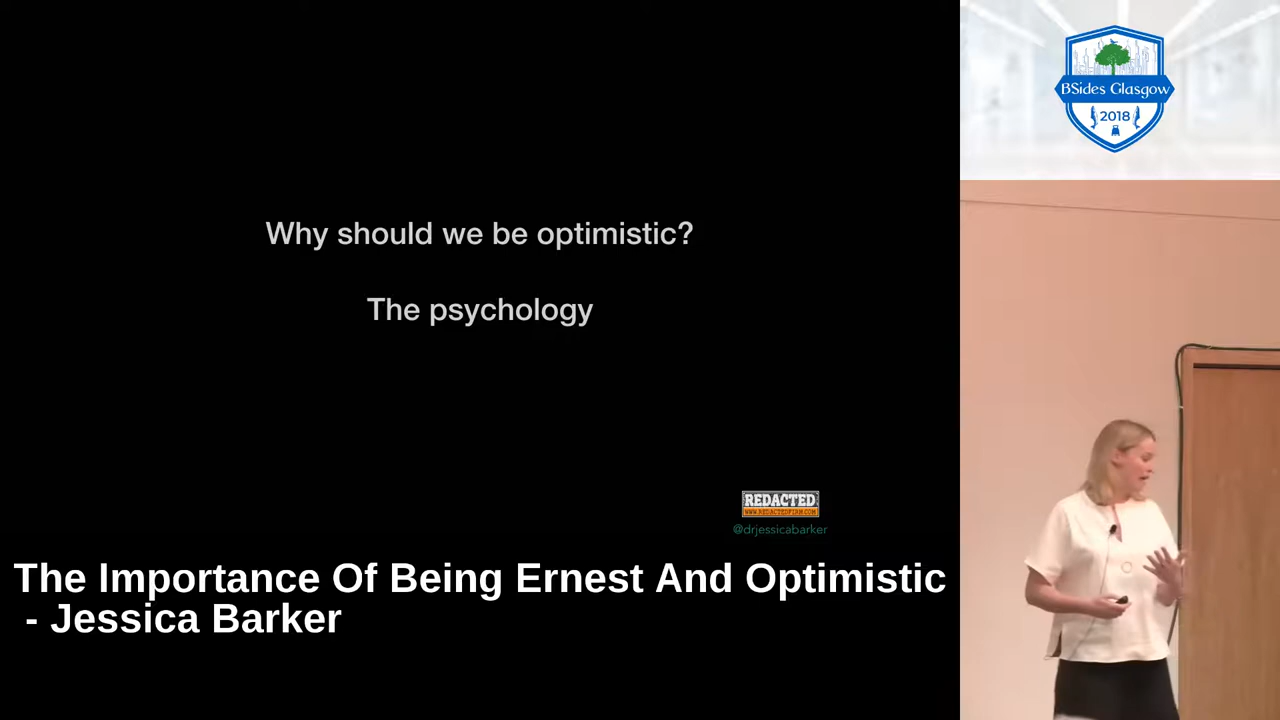 BSides Glasgow
2018
Why should we be optimistic?
The psychology
REDACTED
@drjessicabarker
The Importance Of Being Ernest And Optimistic
- Jessica Barker